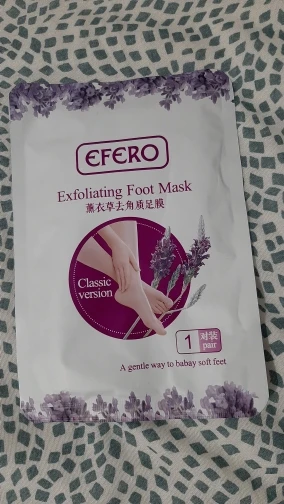 EFERO
Exfoliating Foot Mask
薰衣草去角质足膜
Classic
version
1 对装
pair
A gentle way to babay soft feet